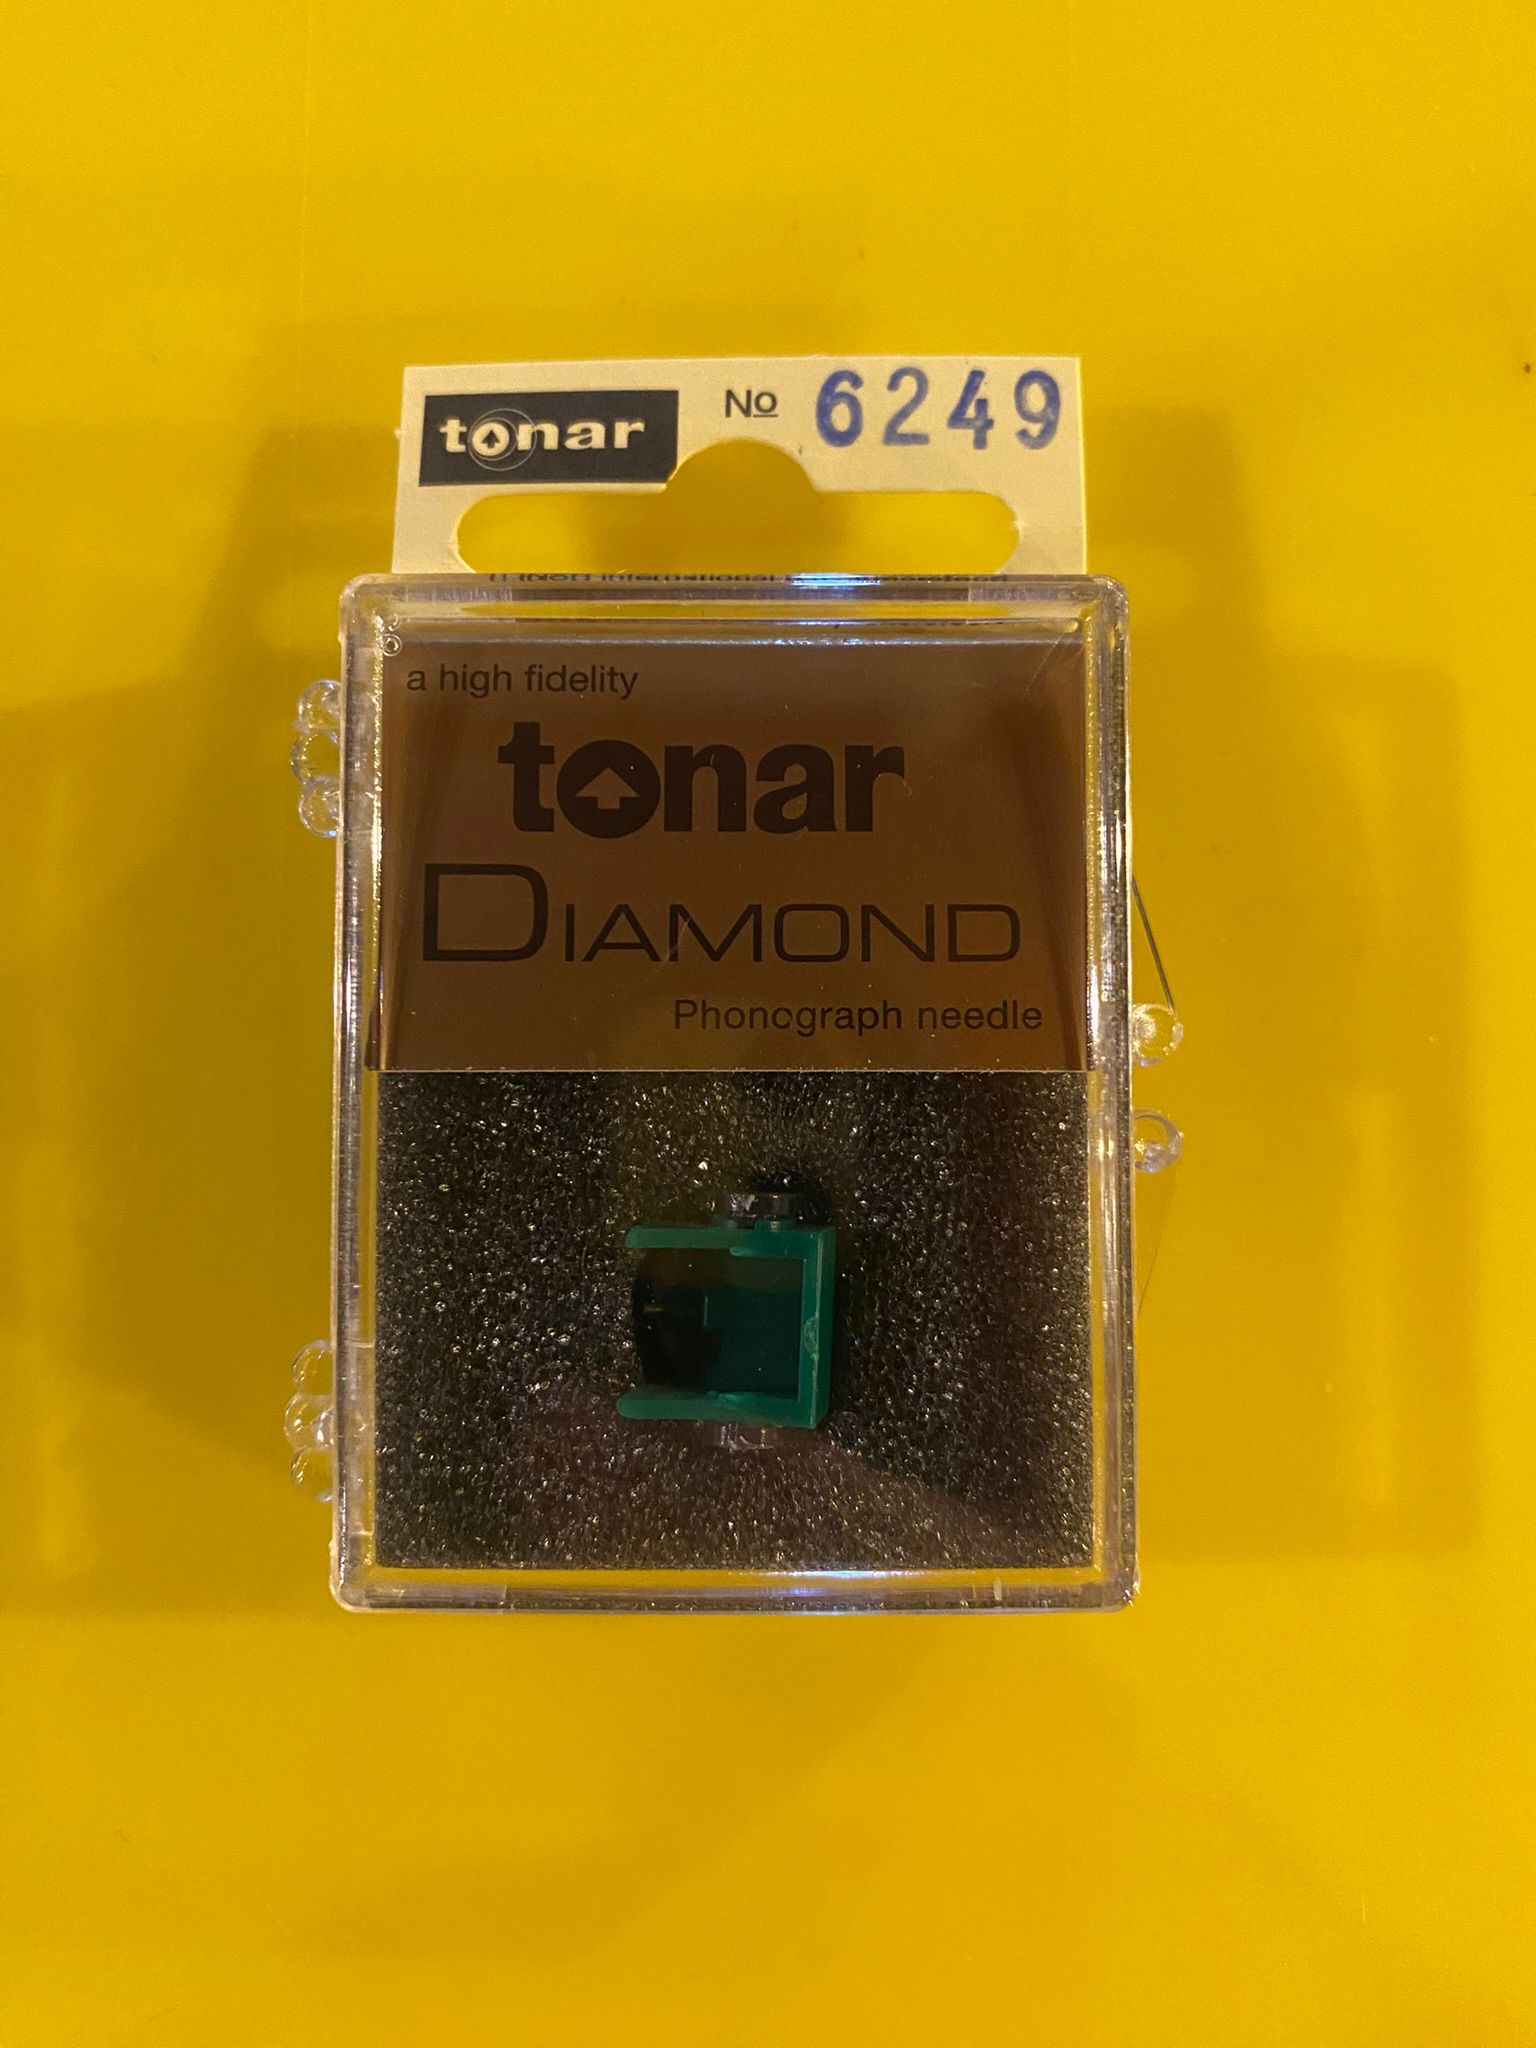 tonar No 6249
a high fidelity
tonar
DIAMOND
Phonograph needle